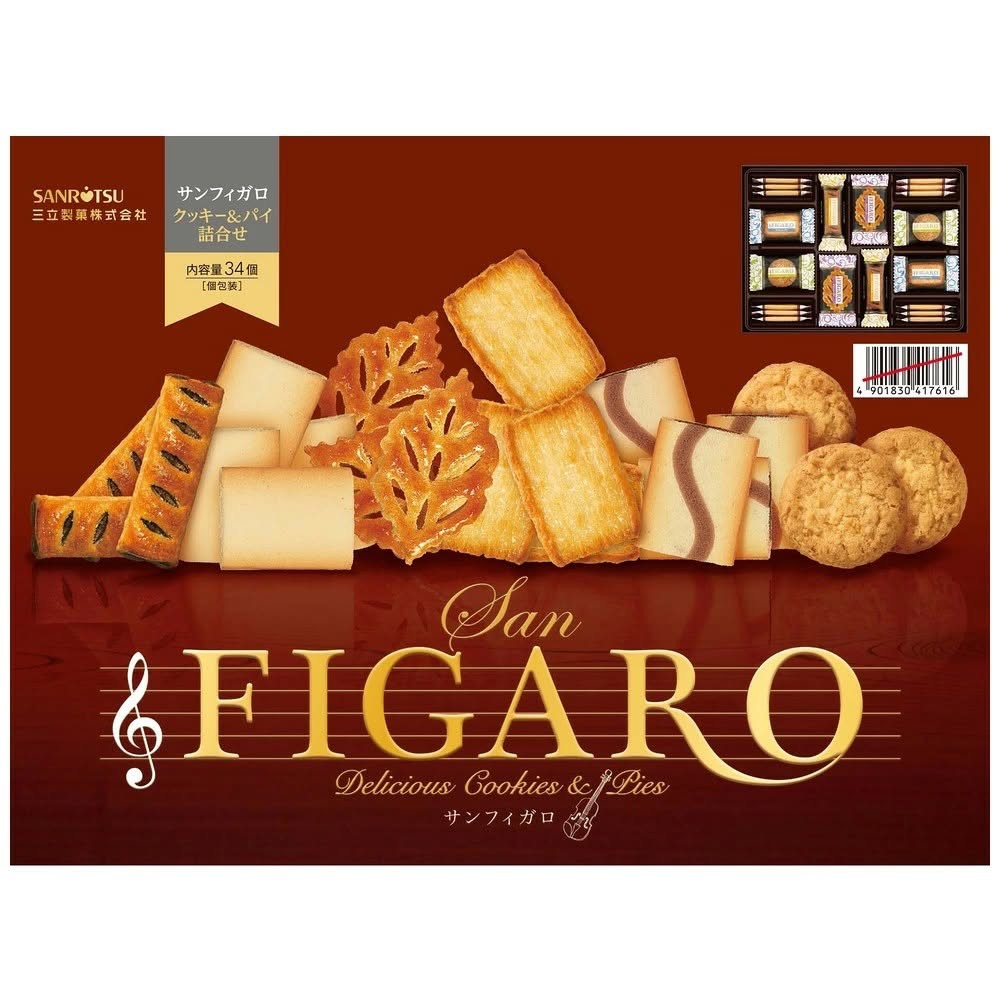 SANRITSU
三立製菓株式会社
サンフィガロ
クッキー&パイ
詰合せ
内容量34個
[個包装]
FIGARO
FIGARO
4 901830 417616
San
FIGARO
Delicious Cookies & Pies
サンフィガロ